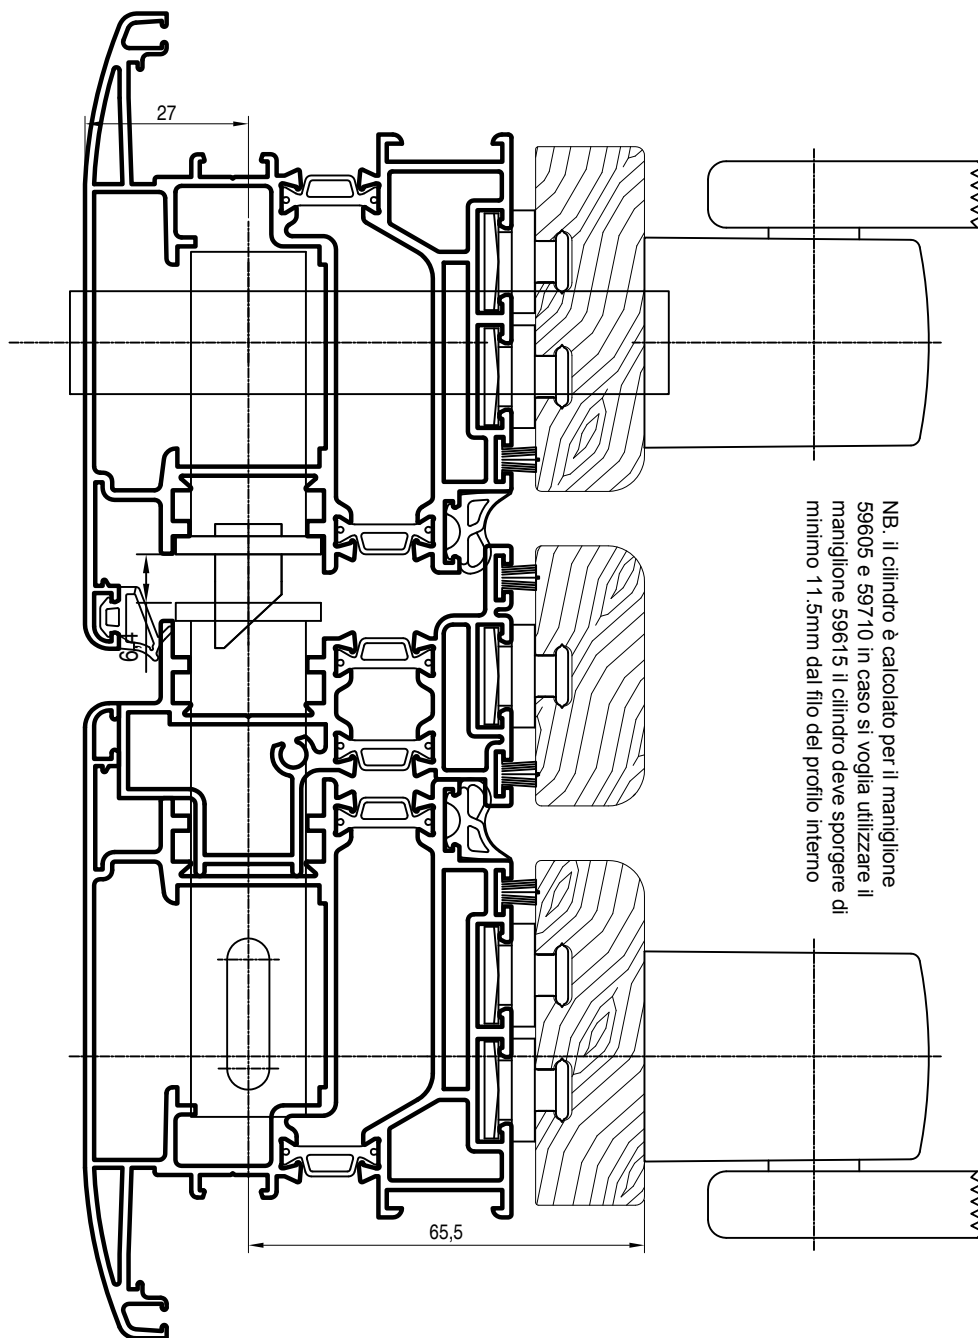 27
NB. il cilindro è calcolato per il maniglione
59605 e 59710 in caso si voglia utilizzare il
maniglione 59615 il cilindro deve sporgere di
minimo 11.5mm dal filo del profilo interno
65,5